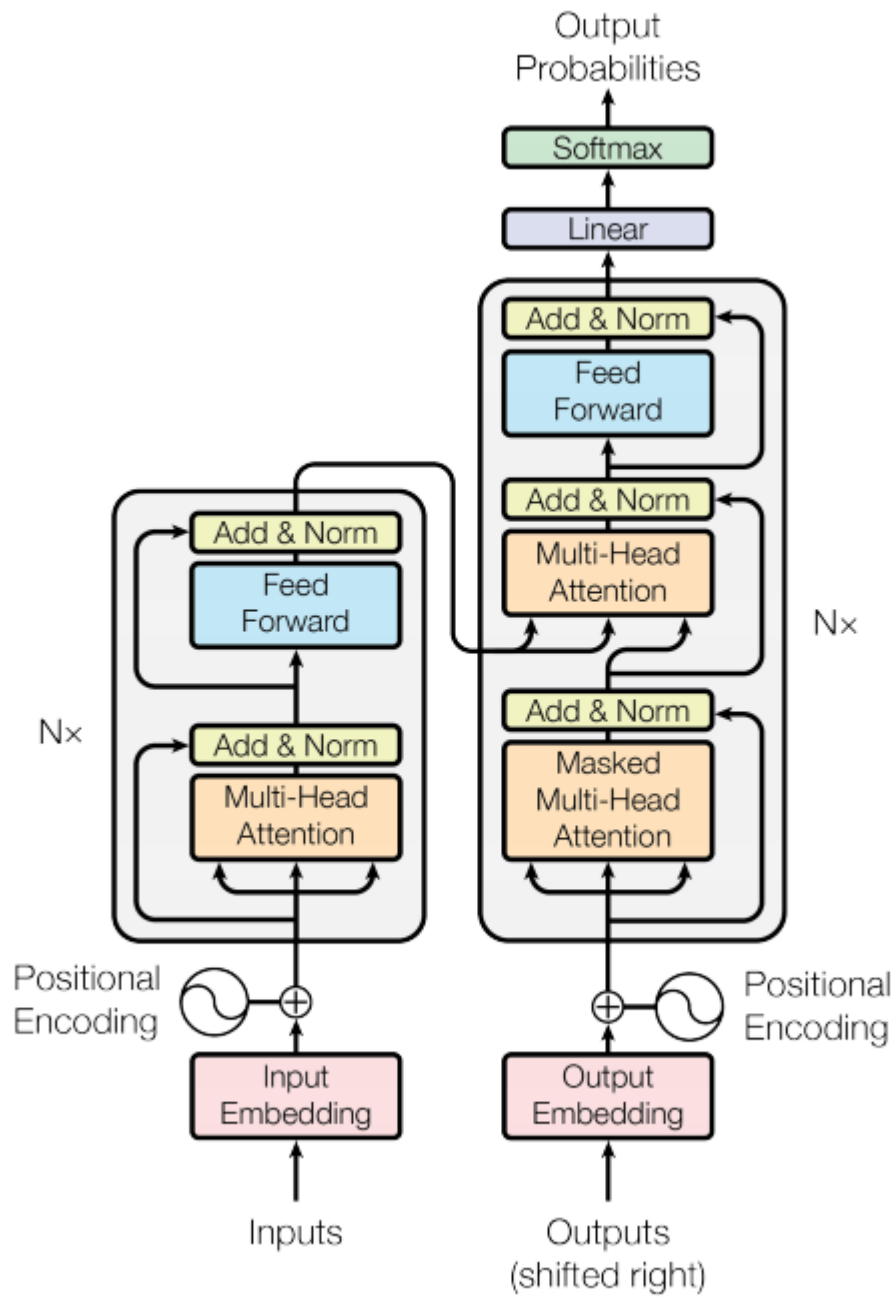 Output
Probabilities
Softmax
Linear
Add & Norm
Feed
Forward
Add & Norm
Multi-Head
Attention
Add & Norm
Masked
Multi-Head
Attention
N×
Add & Norm
Feed
Forward
Add & Norm
Multi-Head
Attention
N×
Positional
Encoding
Positional
Encoding
Input
Embedding
Output
Embedding
Inputs
Outputs
(shifted right)